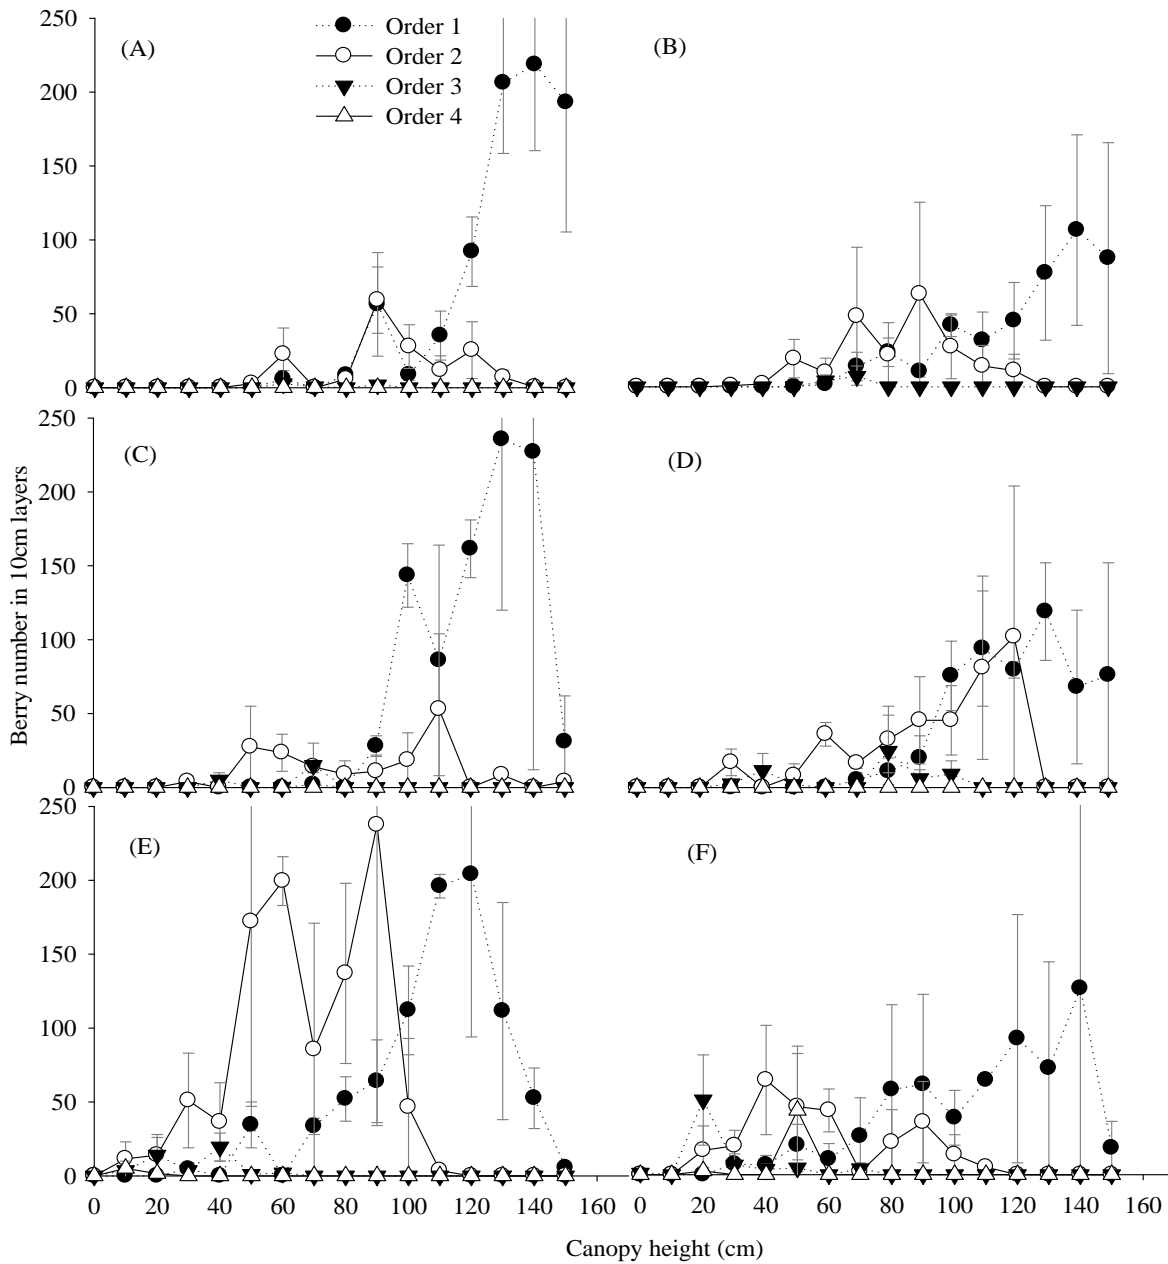 250
200
150
100
50
0
(A)
Order 1
Order 2
Order 3
Order 4
(B)
250
200
150
100
50
0
(C)
(D)
Berry number in 10cm layers
250
200
150
100
50
0
(E)
(F)
0 20 40 60 80 100 120 140 160
0 20 40 60 80 100 120 140 160
Canopy height (cm)